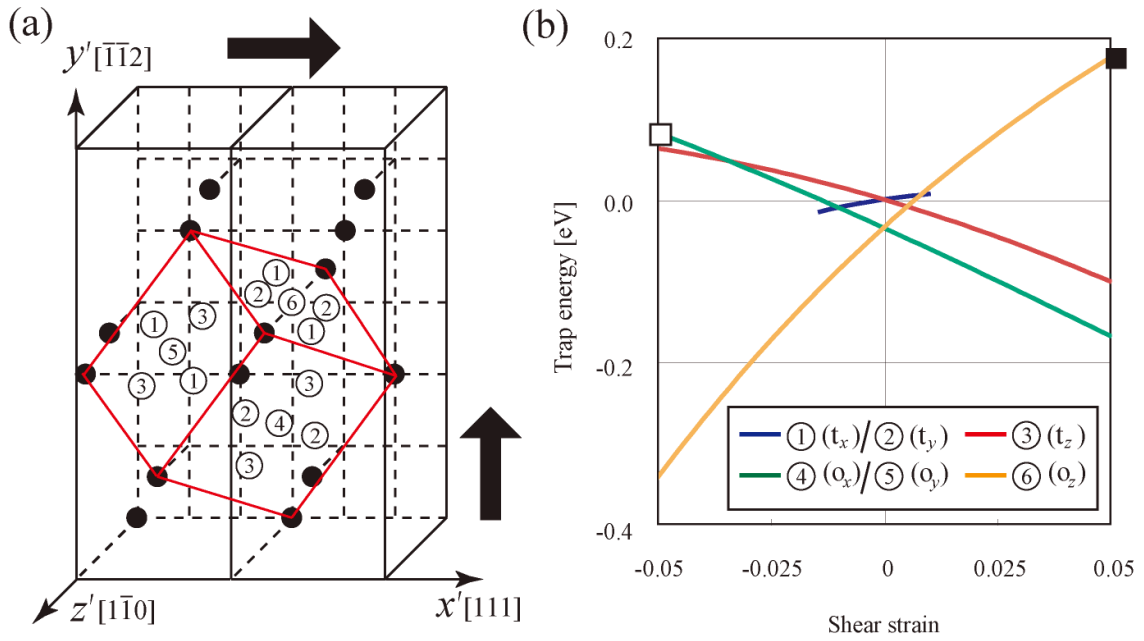 (a)
y'[1̄1̄2]
① 
② ⑥ ②
① ③ ①
⑤
③ ① ③
② ④ ②
③
z'[11̄0]
x'[111]
(b)
0.2
0.0
-0.2
-0.4
Trap energy [eV]
① (tx)/② (ty) ③ (tz)
④ (ox)/⑤ (oy) ⑥ (oz)
-0.05 -0.025 0 0.025 0.05
Shear strain